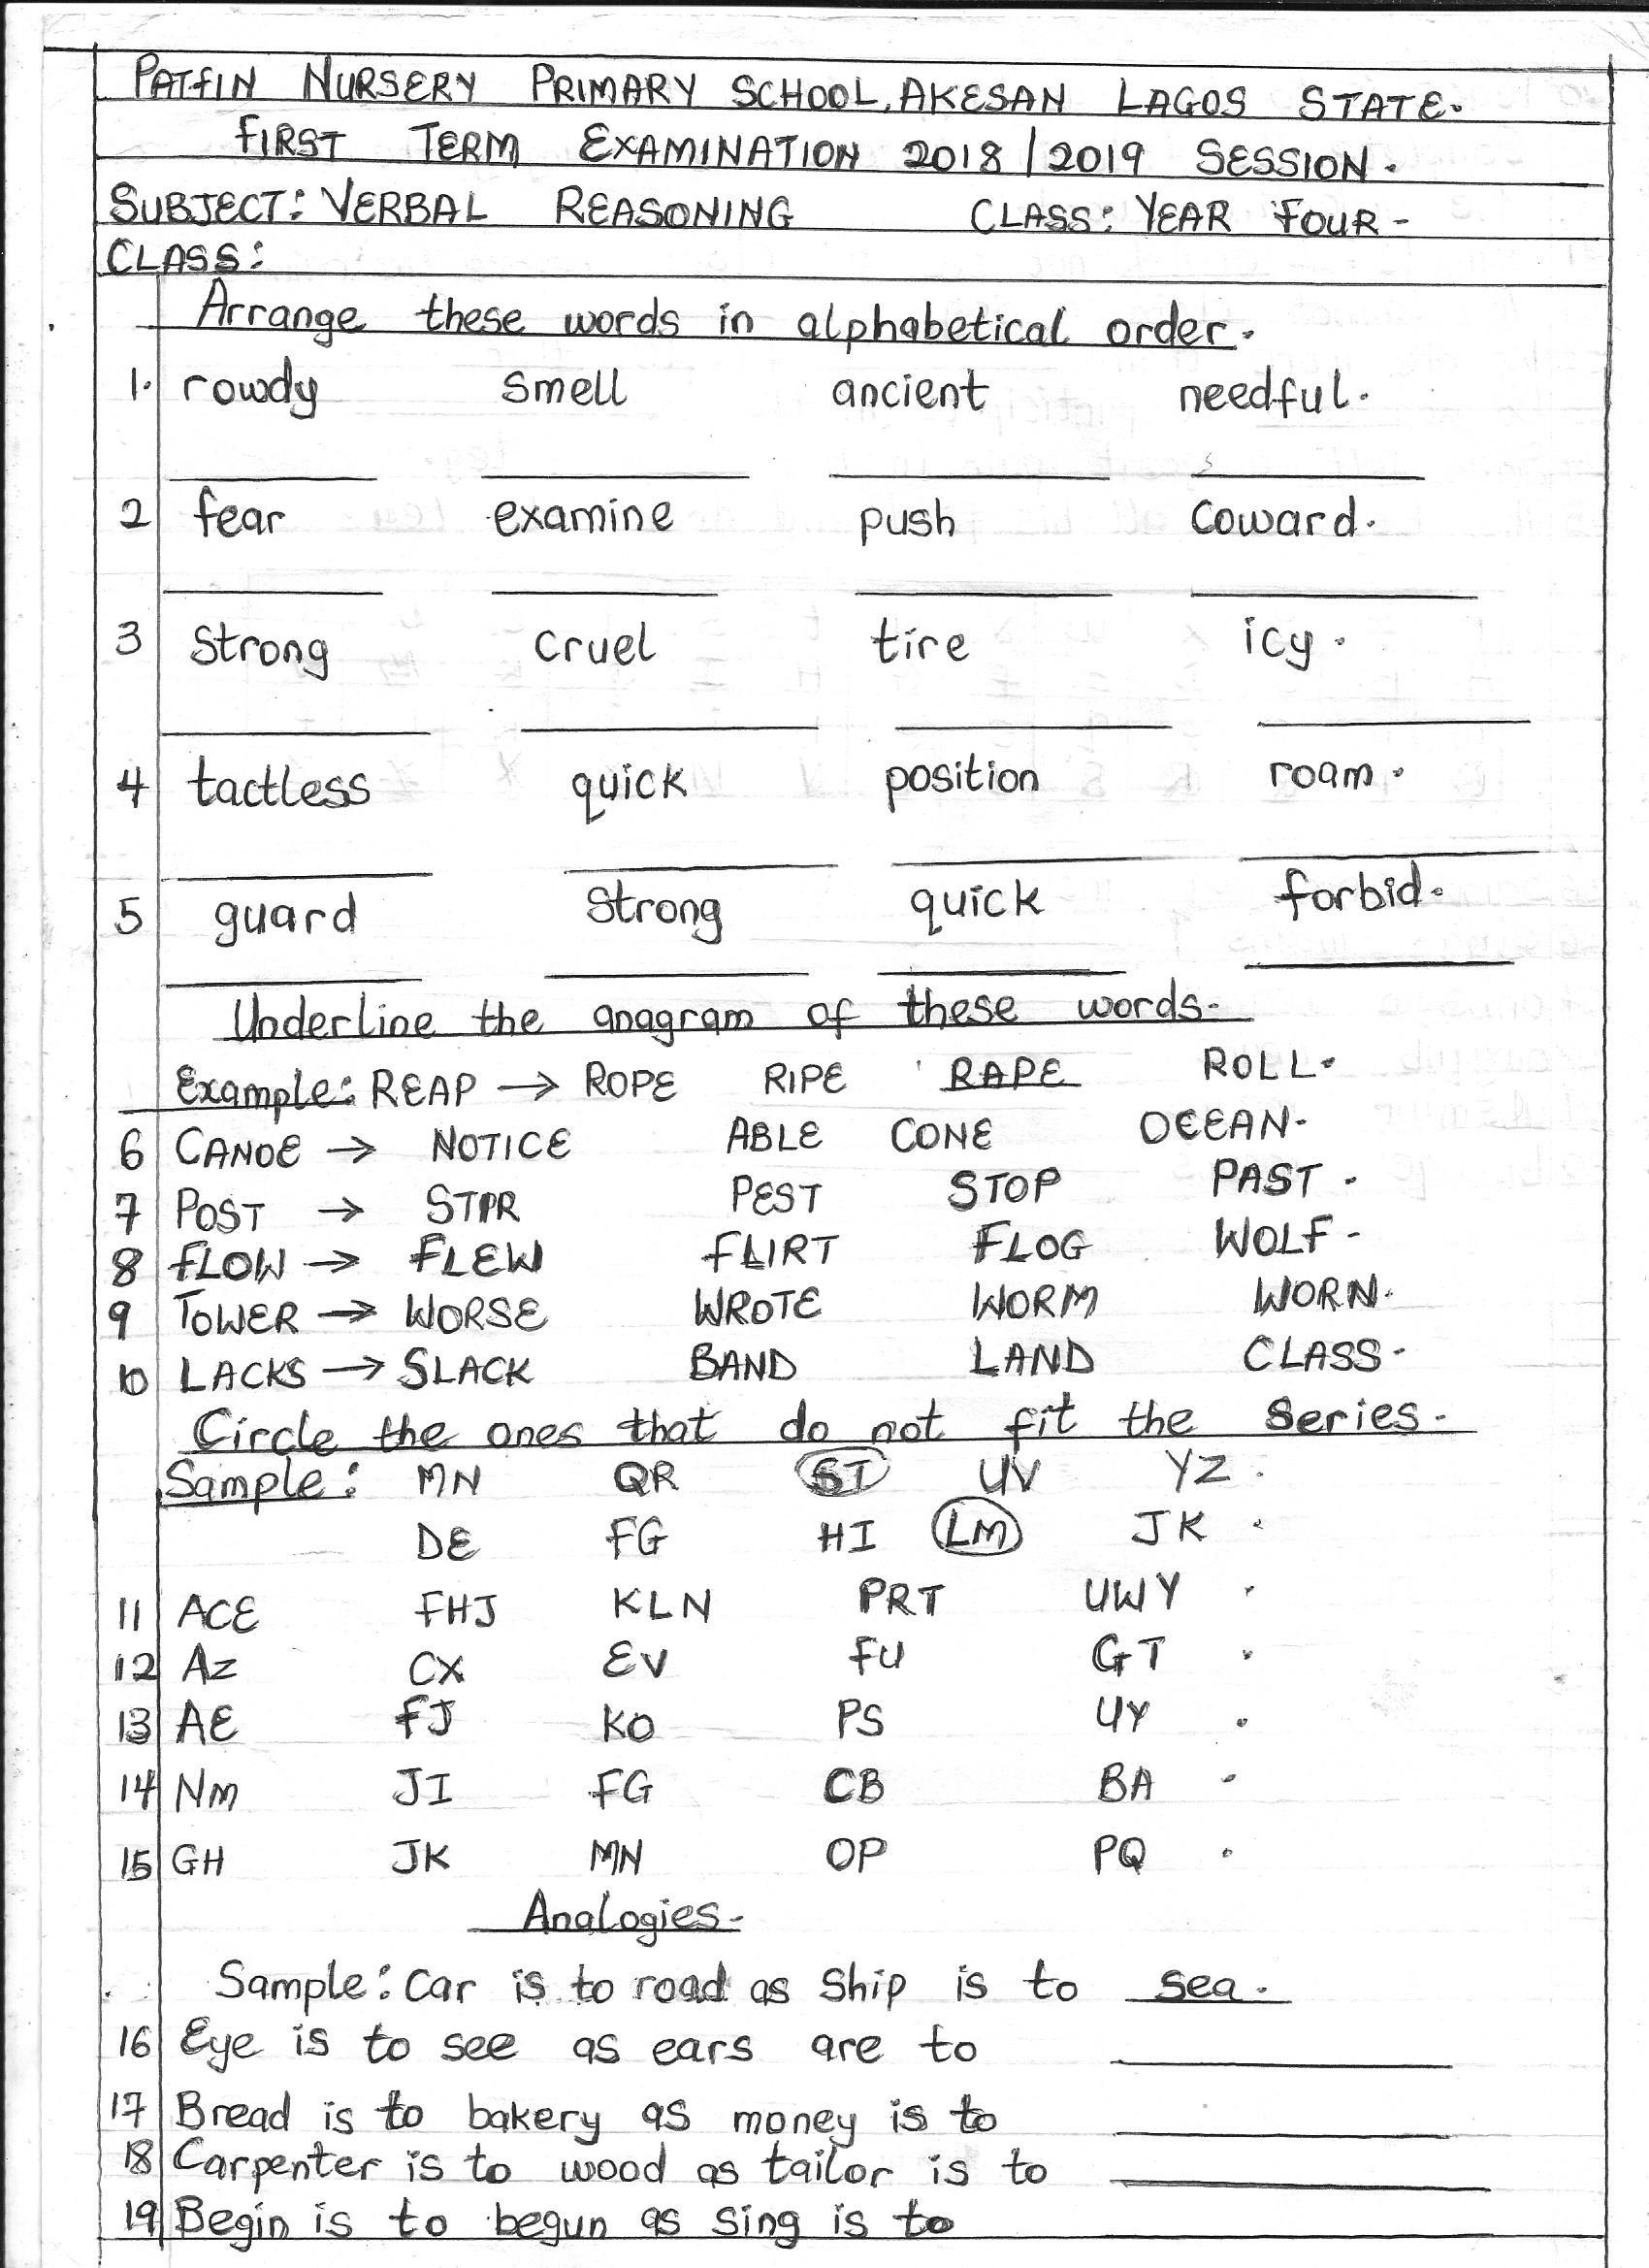 PATFIN NURSERY PRIMARY SCHOOL, AKESAN LAGOS STATE.
FIRST TERM EXAMINATION 2018/2019 SESSION.
SUBJECT: VERBAL REASONING CLASS: YEAR FOUR-
CLASS:
Arrange these words in alphabetical order.
1. rowdy smell ancient needful.
2 fear examine push coward.
3 strong cruel tire icy.
4 tactless quick position roam.
5 guard strong quick forbid.
Underline the anagram of these words.
Example: REAP → ROPE RIPE RAPE ROLL.
6 CANOE → NOTICE ABLE CONE OCEAN.
7 POST → PEST STOP PAST.
8 FLOW → FLEW FLIRT FLOG WOLF-
9 TOWER → WORSE WROTE WORM WORN.
10 LACKS → SLACK BAND LAND CLASS-
Circle the ones that do not fit the series.
Sample: MN QR UV YZ.
DE FG HI LM JK.
11 ACE FHJ KLN PRT UWY.
12 AZ CX EV FU GT.
13 AE FJ KO PS UY.
14 NM JI FG CB BA.
15 GH JK MN OP PQ.
Analogies-
Sample: Car is to road as ship is to sea.
16 Eye is to see as ears are to
17 Bread is to bakery as money is to
18 Carpenter is to wood as tailor is to
19 Begin is to begun as sing is to